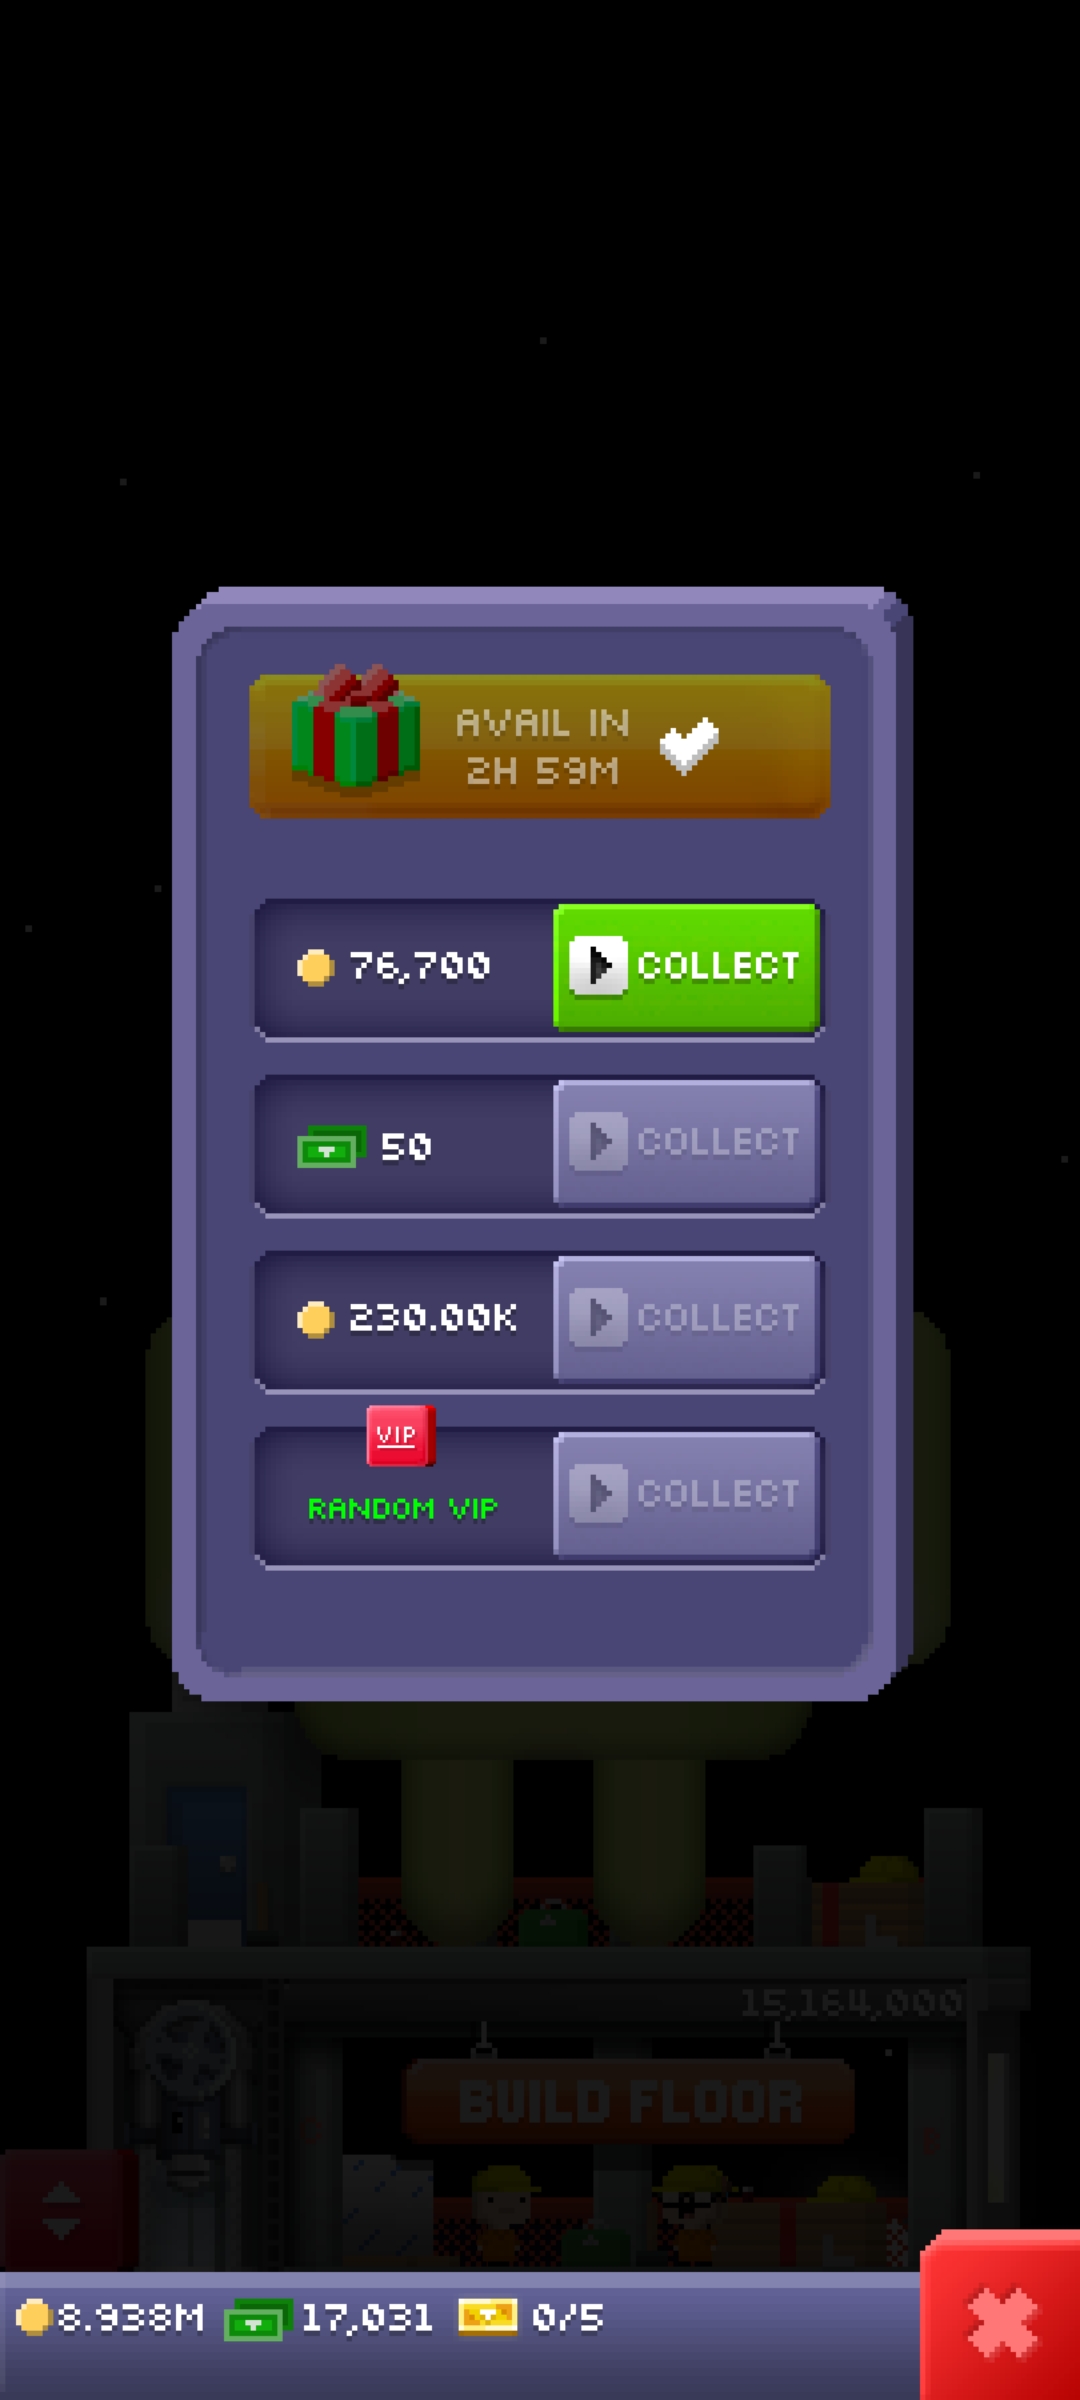 AVAIL IN
2H 59M
76,700
COLLECT
50
COLLECT
230.00K
COLLECT
VIP
RANDOM VIP
COLLECT
15,164,000
BUILD FLOOR
8.938M
17,031
0/5